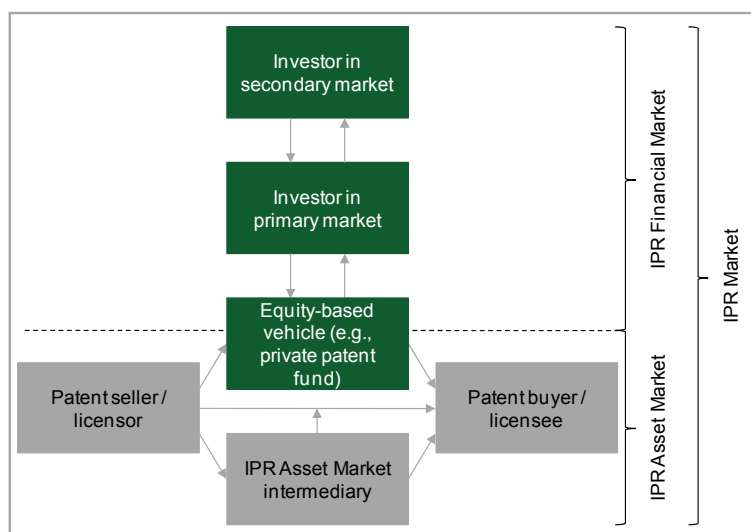 Investor in
secondary market
Investor in
primary market
Equity-based
vehicle (e.g.,
private patent
fund)
Patent seller /
licensor
Patent buyer /
licensee
IPR Asset Market
intermediary
IPR Financial Market
IPR Asset Market
IPR Market